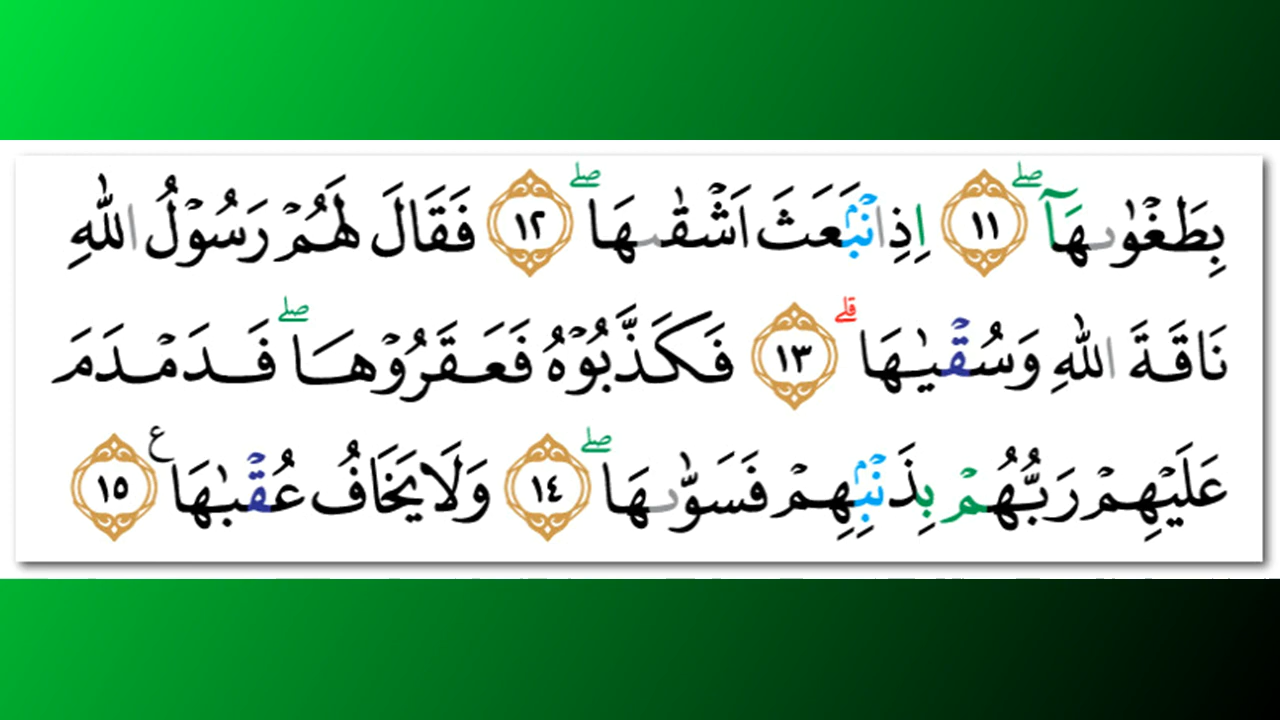 بِطَغْوٰىهَآ ۖ ١١ اِذِ انْۢبَعَثَ اَشْقٰىهَا ۖ ١٢ فَقَالَ لَهُمْ رَسُوْلُ اللّٰهِ
نَاقَةَ اللّٰهِ وَسُقْيٰهَا ۗ ١٣ فَكَذَّبُوْهُ فَعَقَرُوْهَا ۖ فَدَمْدَمَ
عَلَيْهِمْ رَبُّهُمْ بِذَنْۢبِهِمْ فَسَوّٰىهَا ۖ ١٤ وَلَا يَخَافُ عُقْبٰهَا ࣖ ١٥